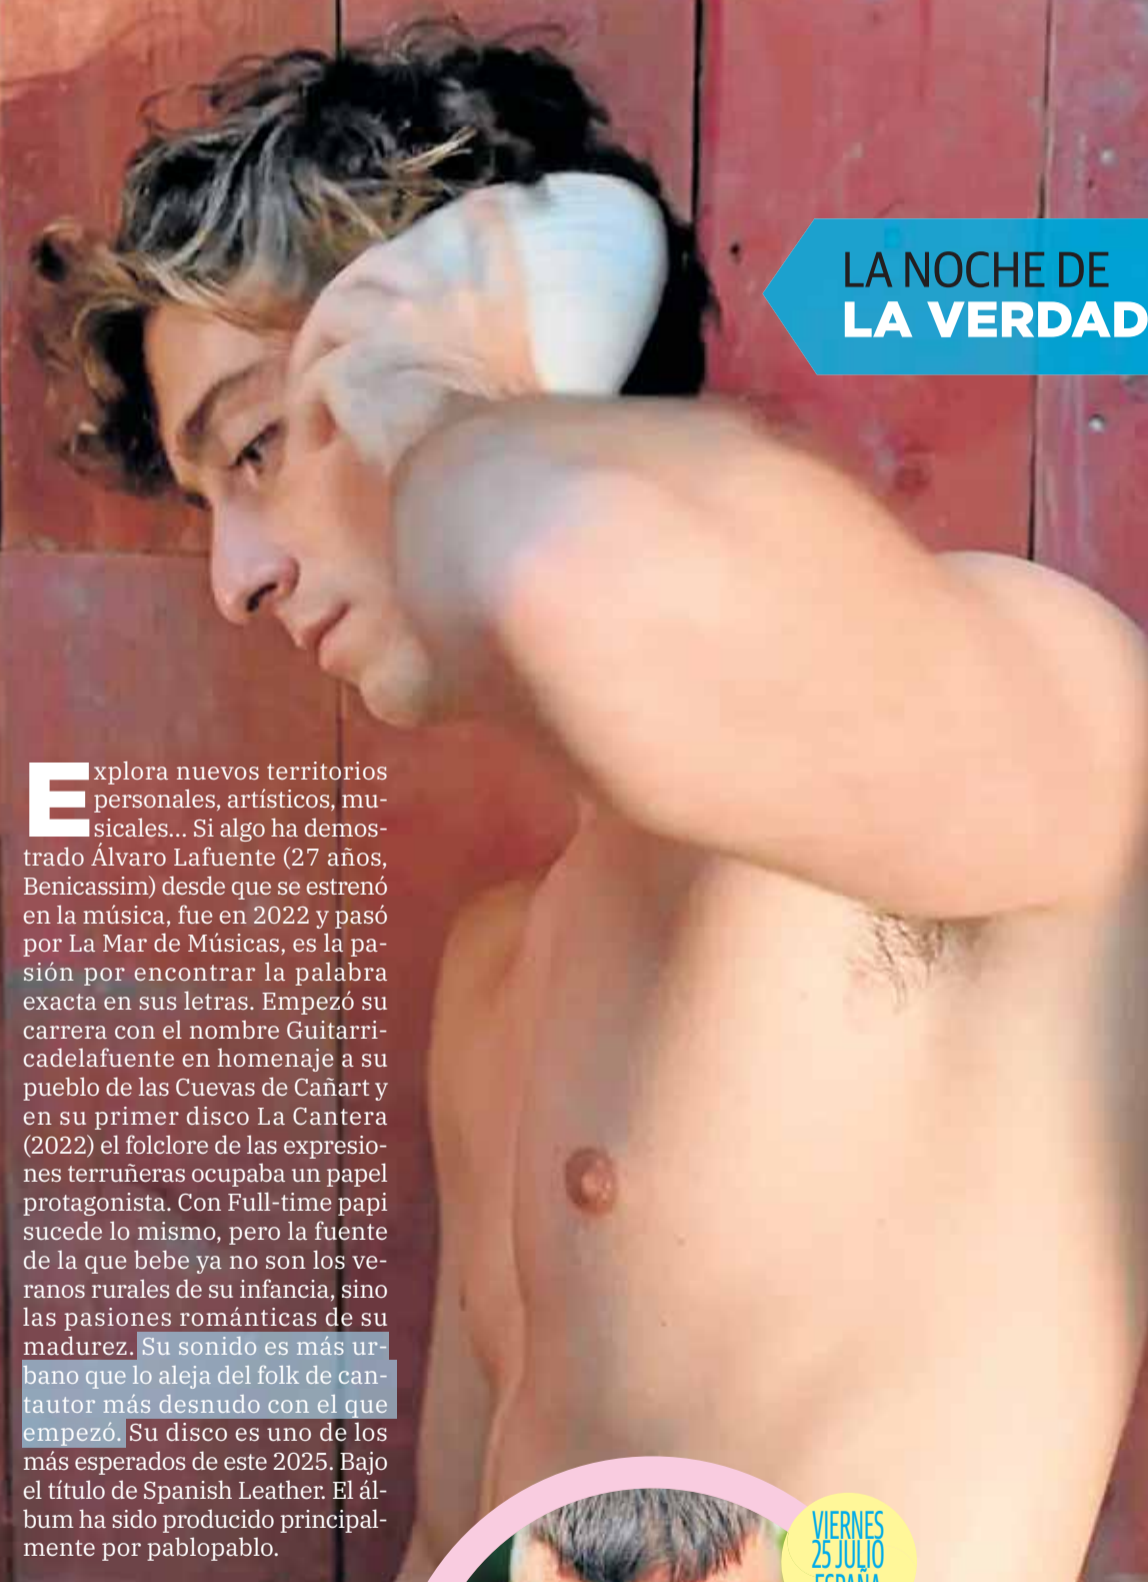 LA NOCHE DE
LA VERDAD
Explora nuevos territorios
personales, artísticos, mu-
sicales... Si algo ha demos-
trado Álvaro Lafuente (27 años,
Benicassim) desde que se estrenó
en la música, fue en 2022 y pasó
por La Mar de Músicas, es la pa-
sión por encontrar la palabra
exacta en sus letras. Empezó su
carrera con el nombre Guitarri-
cadelafuente en homenaje a su
pueblo de las Cuevas de Cañart y
en su primer disco La Cantera
(2022) el folclore de las expresio-
nes terruñeras ocupaba un papel
protagonista. Con Full-time papi
sucede lo mismo, pero la fuente
de la que bebe ya no son los ve-
ranos rurales de su infancia, sino
las pasiones románticas de su
madurez. Su sonido es más ur-
bano que lo aleja del folk de can-
tautor más desnudo con el que
empezó. Su disco es uno de los
más esperados de este 2025. Bajo
el título de Spanish Leather. El ál-
bum ha sido producido principal-
mente por pablopablo.
VIERNES
25 JULIO
ESPAÑA